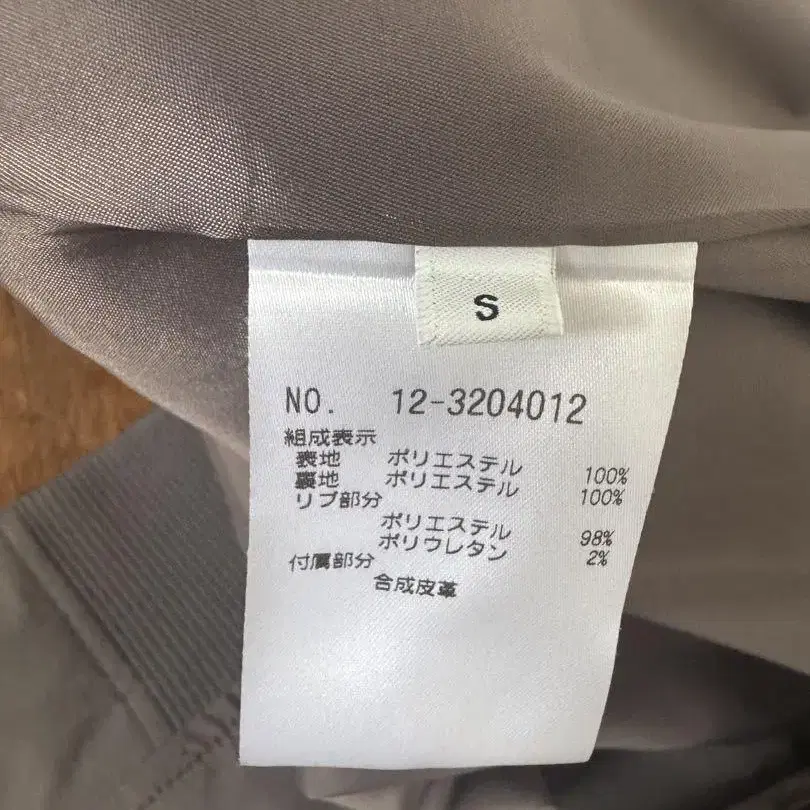 S
NO. 12-3204012
組成表示
表地 ポリエステル 100%
裏地 ポリエステル 100%
リブ部分
ポリエステル 98%
ポリウレタン 2%
付属部分
合成皮革